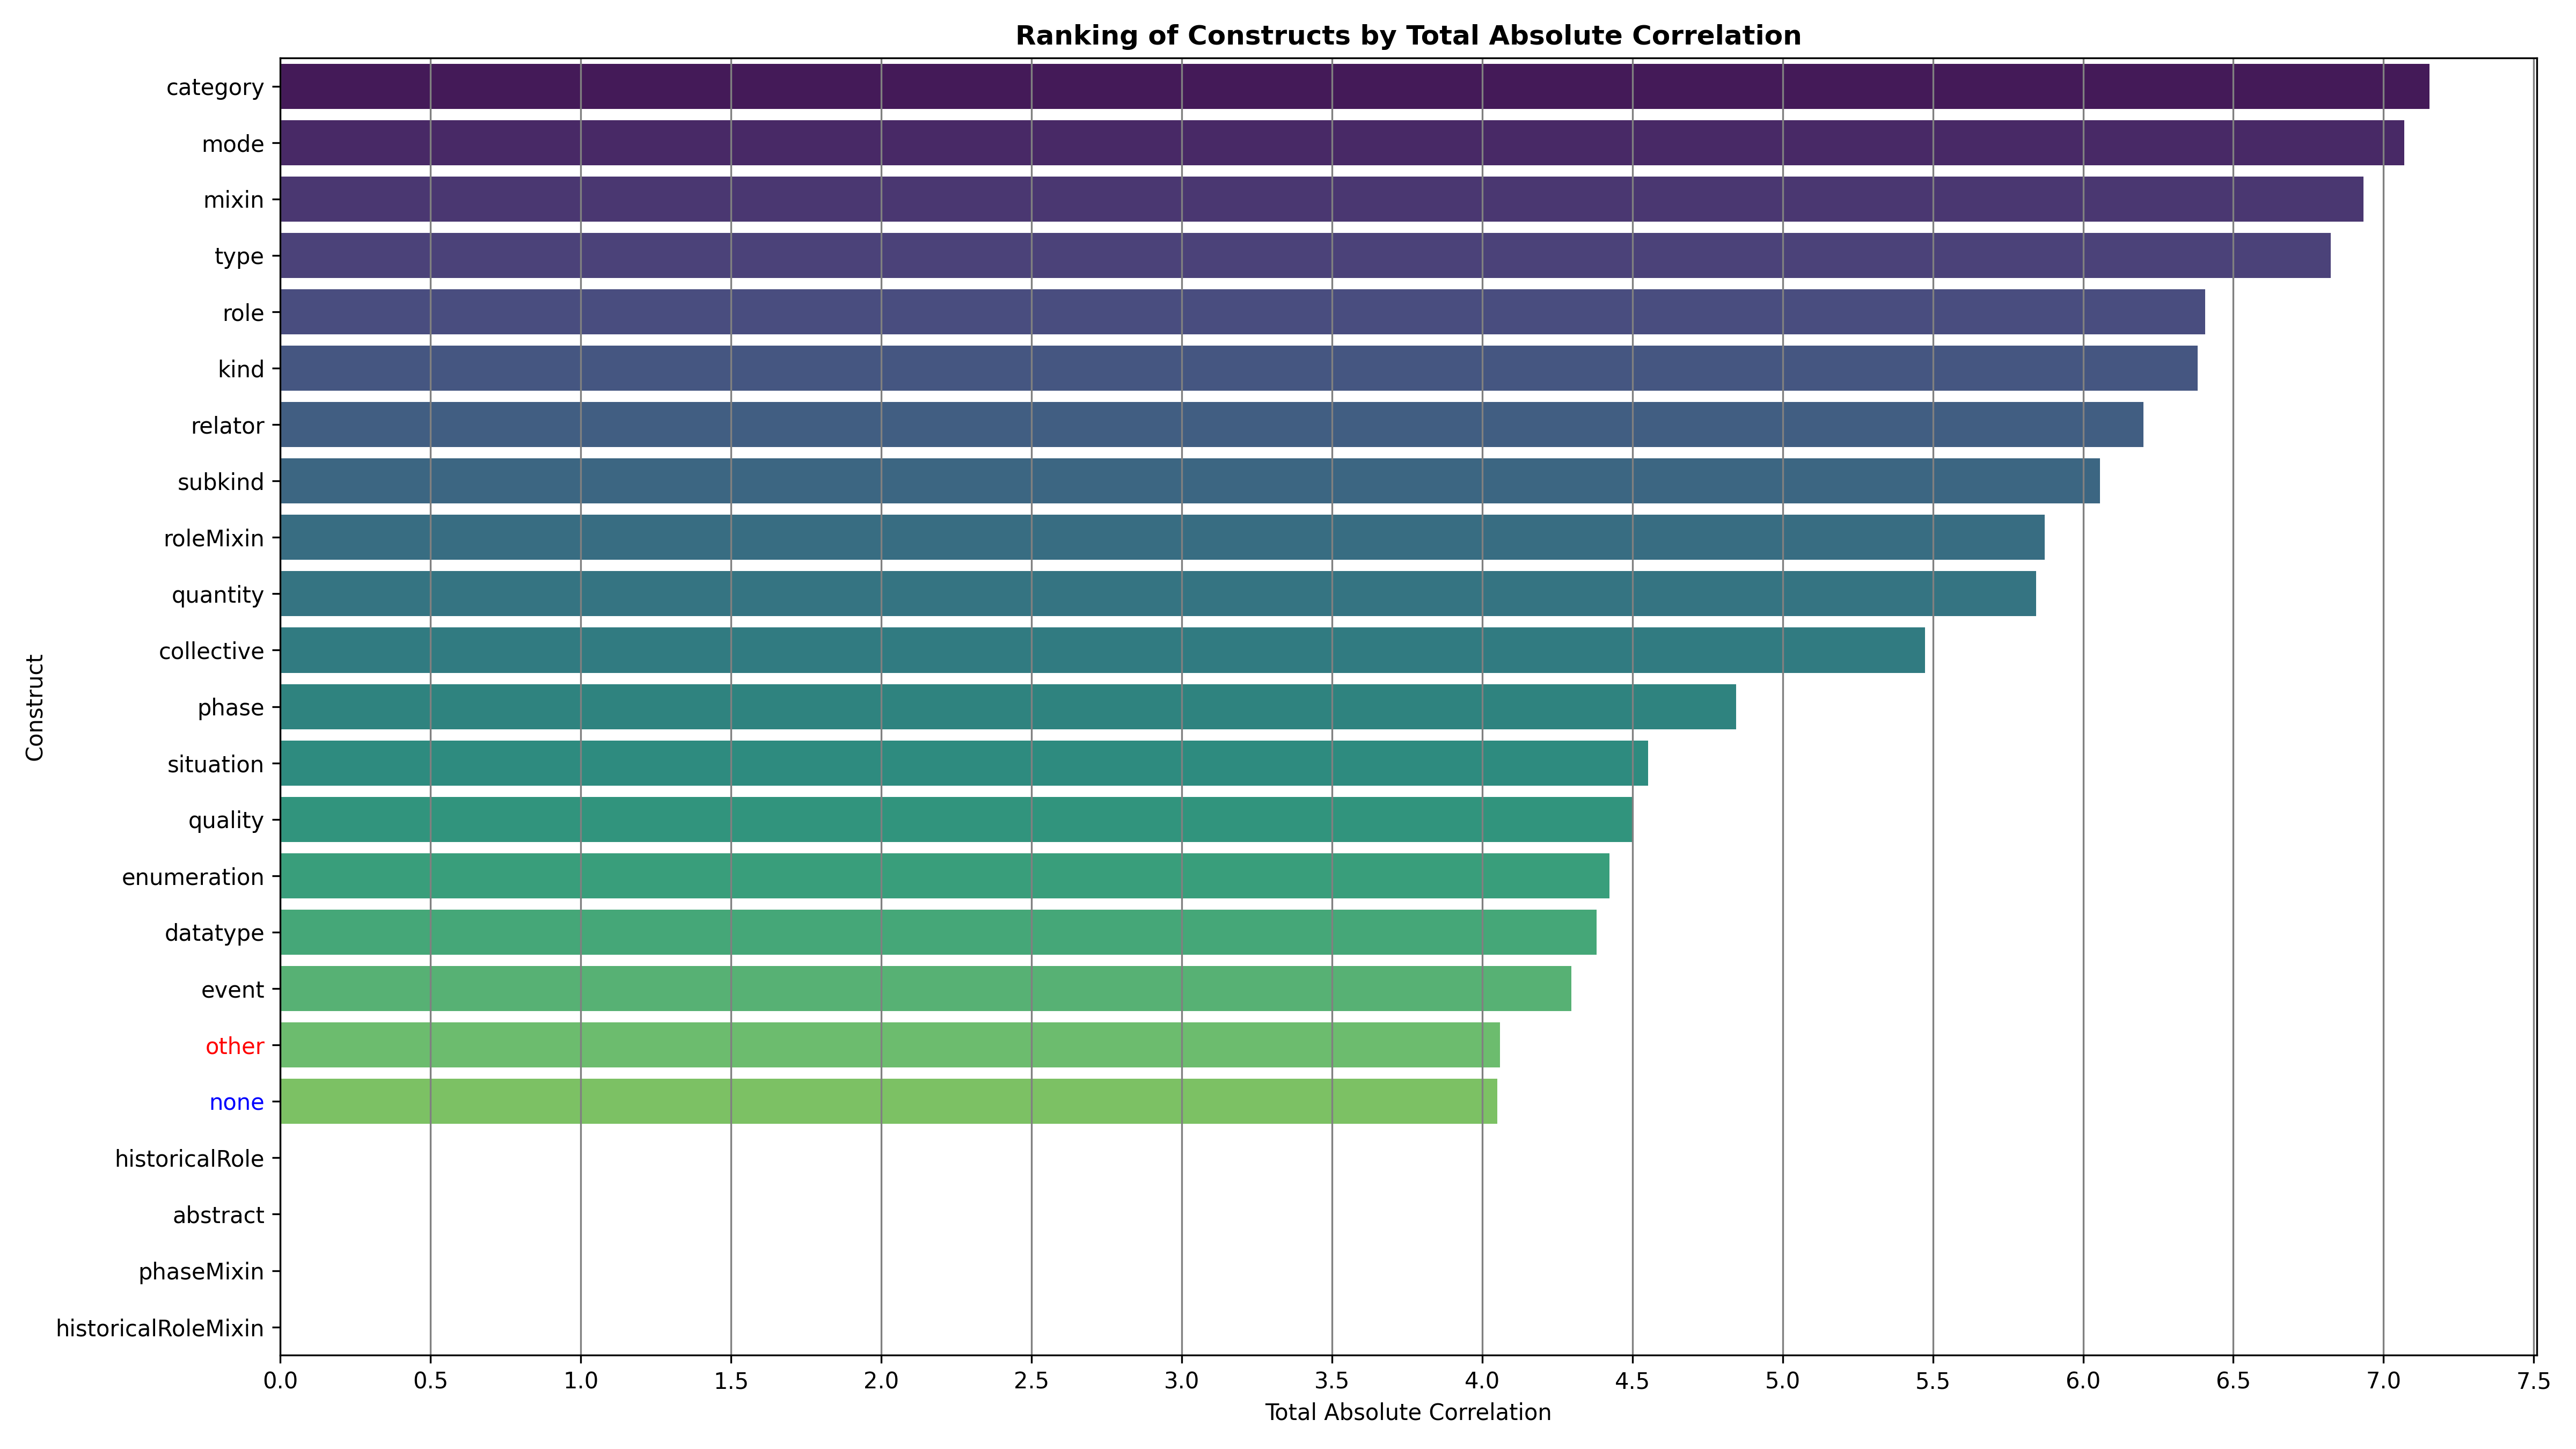 Ranking of Constructs by Total Absolute Correlation
category
mode
mixin
type
role
kind
relator
subkind
roleMixin
quantity
collective
phase
situation
quality
enumeration
datatype
event
other
none
historicalRole
abstract
phaseMixin
historicalRoleMixin
Construct
0.0 0.5 1.0 1.5 2.0 2.5 3.0 3.5 4.0 4.5 5.0 5.5 6.0 6.5 7.0 7.5
Total Absolute Correlation